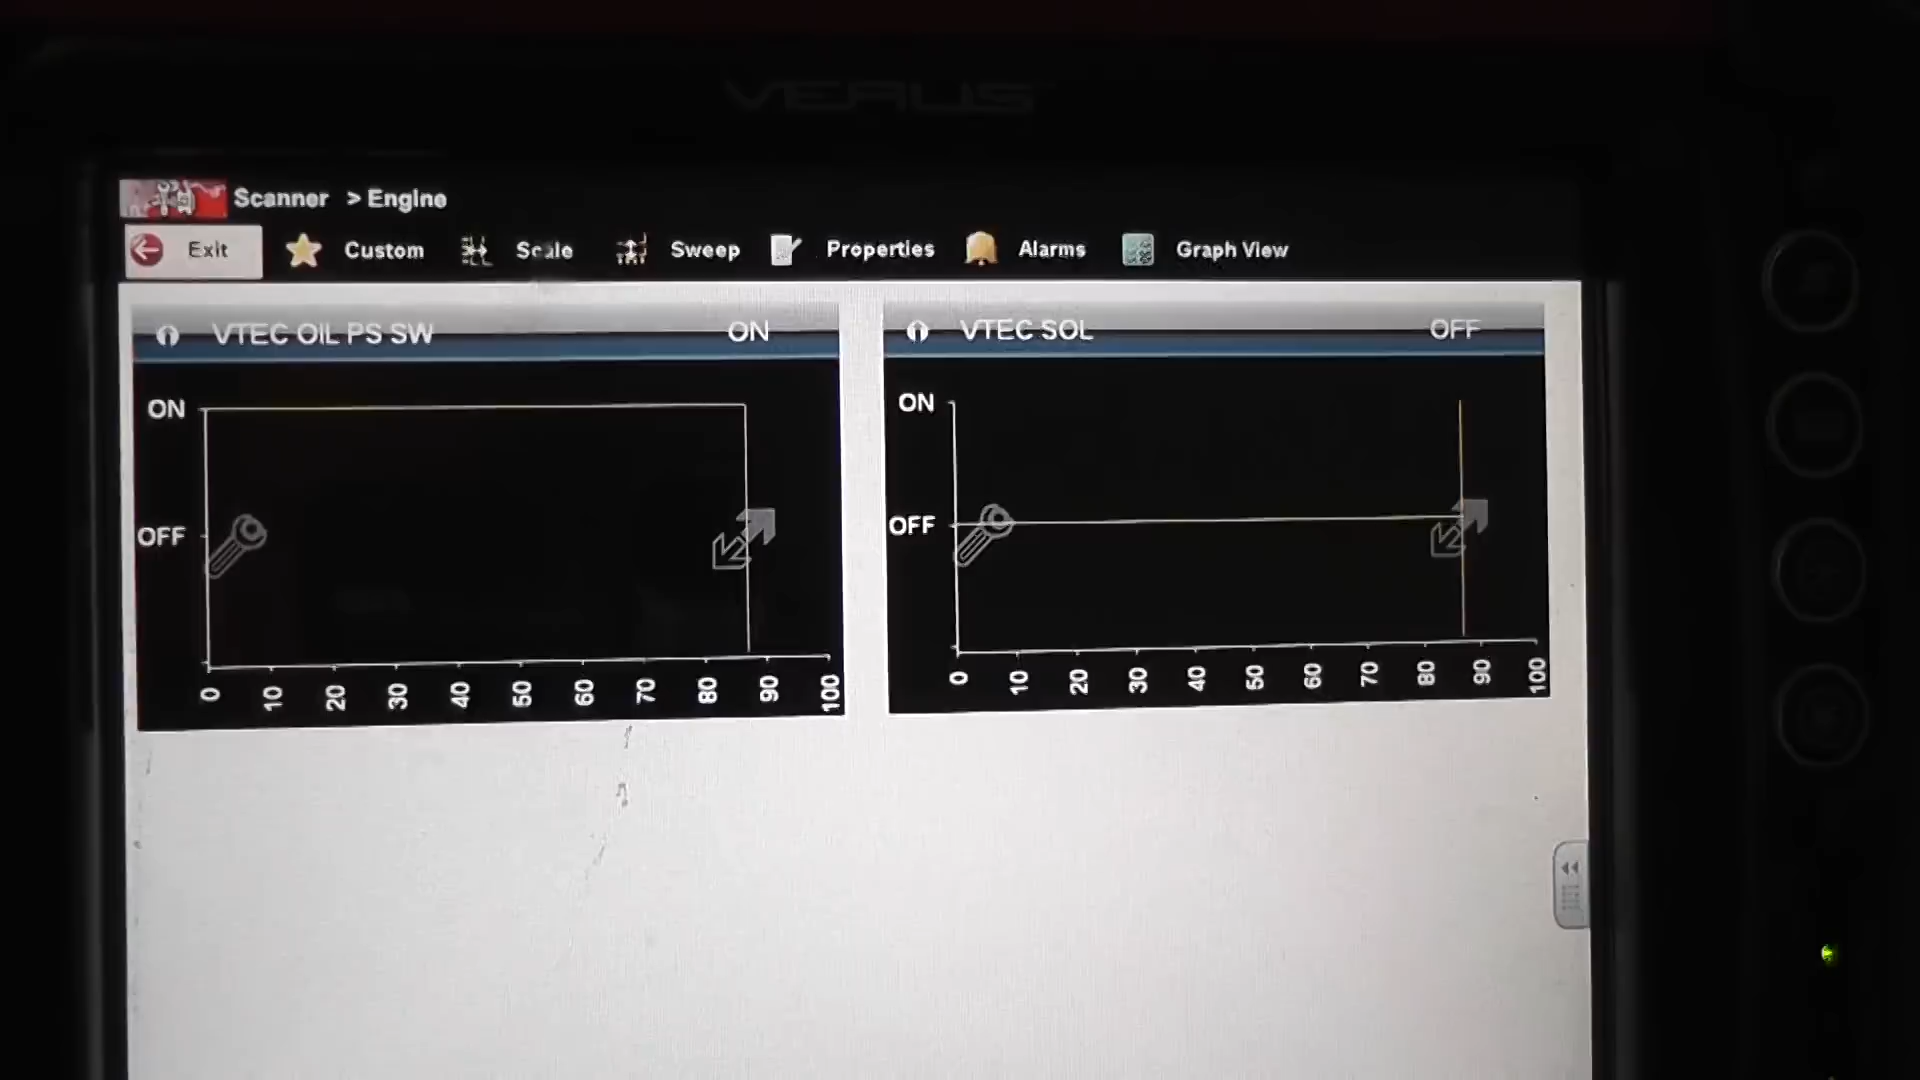 VERUS
Scanner > Engine
Exit Custom Scale Sweep Properties Alarms Graph View
VTEC OIL PS SW ON
ON
OFF
0 10 20 30 40 50 60 70 80 90 100
VTEC SOL OFF
ON
OFF
0 10 20 30 40 50 60 70 80 90 100